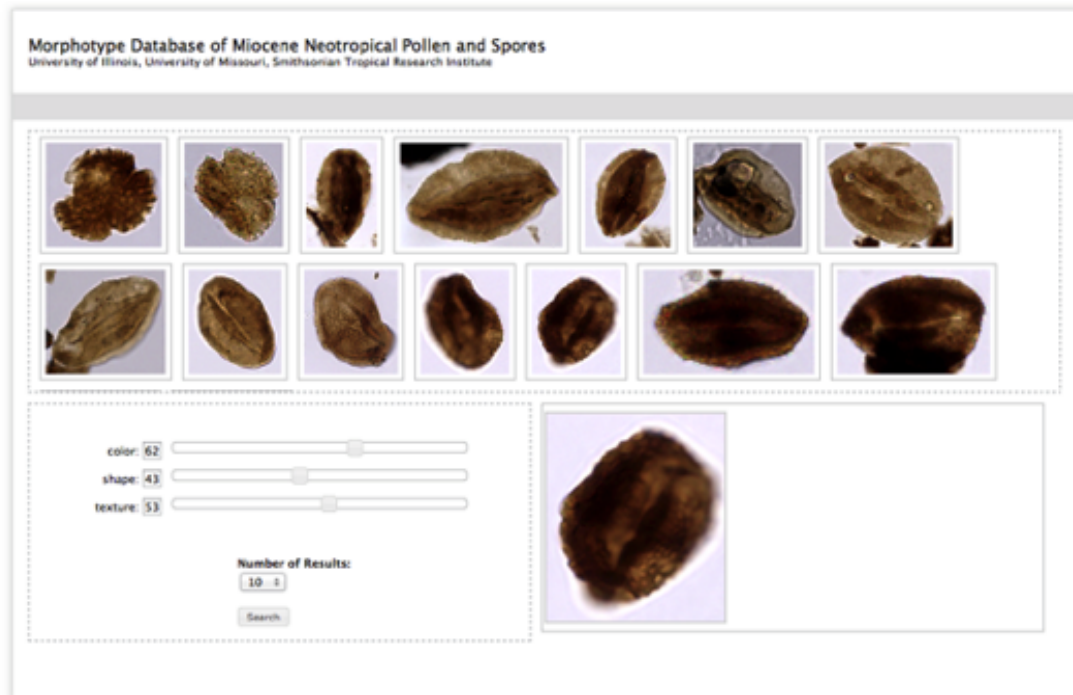 Morphotype Database of Miocene Neotropical Pollen and Spores
University of Illinois, University of Missouri, Smithsonian Tropical Research Institute
color: 62
shape: 43
texture: 53
Number of Results:
10
Search